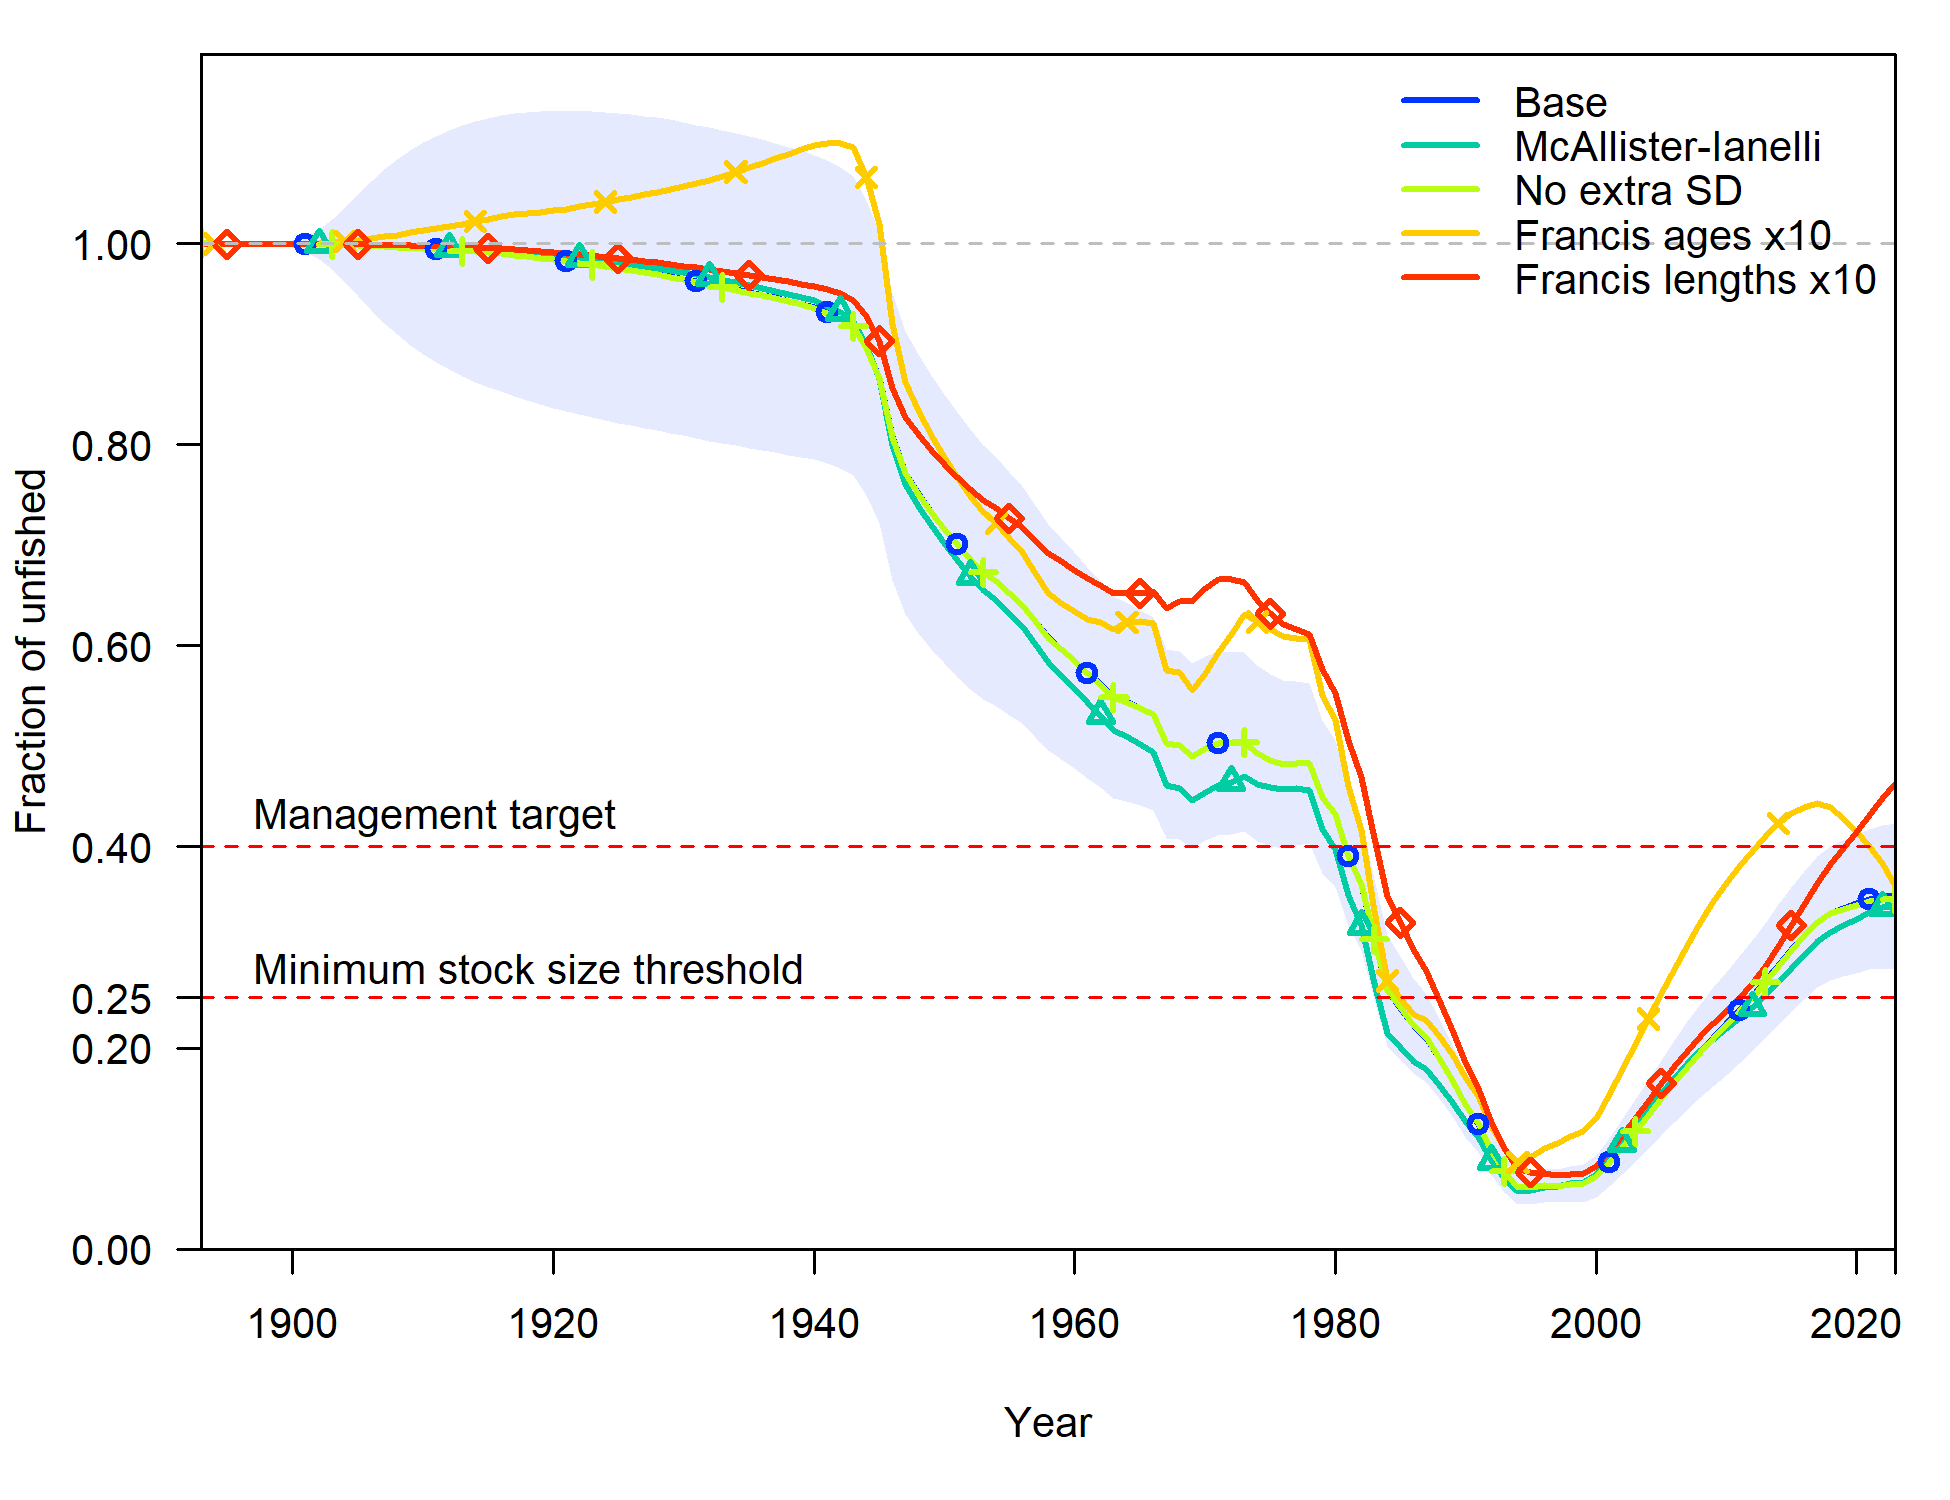 Base
McAllister-Ianelli
No extra SD
Francis ages x10
Francis lengths x10
1.00
0.80
0.60
0.40
0.25
0.20
0.00
Fraction of unfished
Management target
Minimum stock size threshold
1900 1920 1940 1960 1980 2000 2020
Year